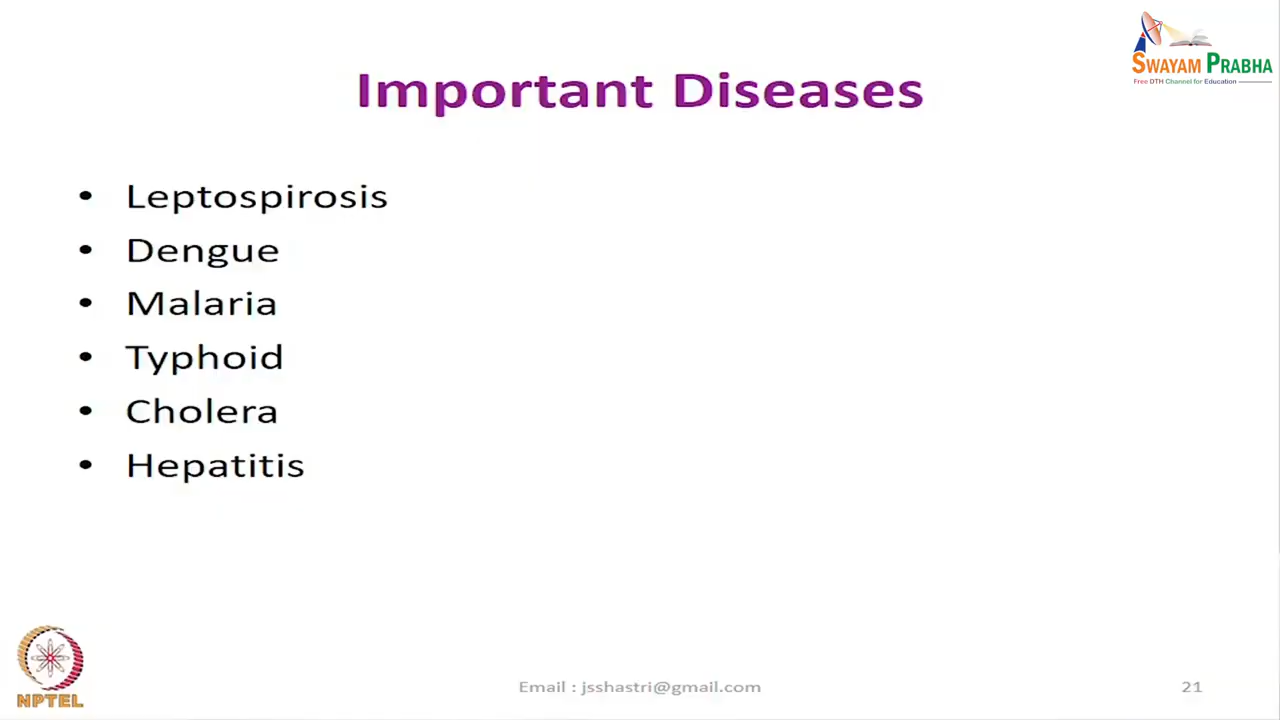 SWAYAM PRABHA
Free DTH Channel for Education
Important Diseases
• Leptospirosis
• Dengue
• Malaria
• Typhoid
• Cholera
• Hepatitis
NPTEL
Email : jsshastri@gmail.com
21